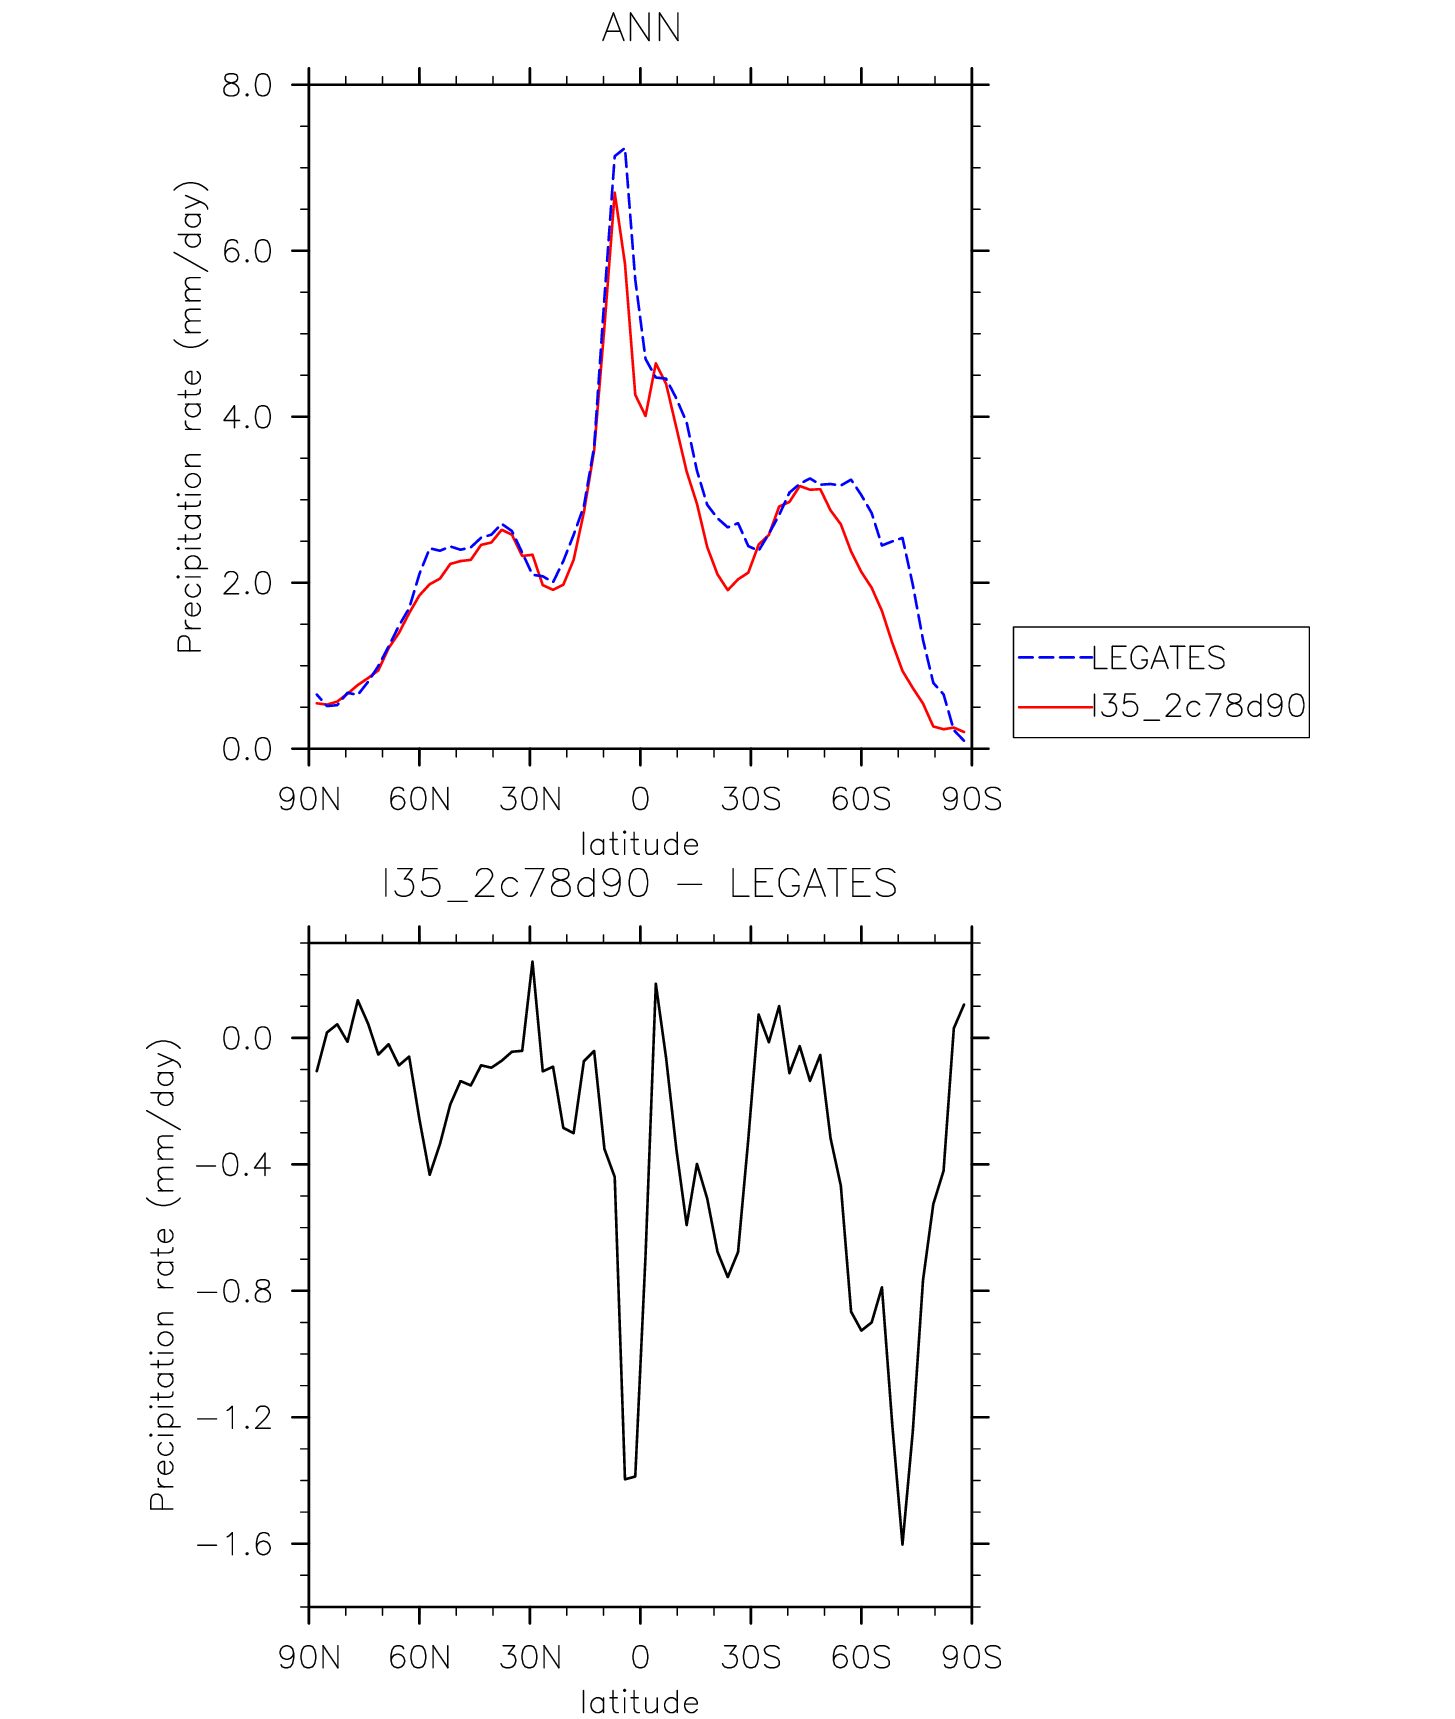 ANN
8.0
6.0
4.0
2.0
0.0
Precipitation rate (mm/day)
90N 60N 30N 0 30S 60S 90S
latitude
LEGATES
I35_2c78d90
I35_2c78d90 − LEGATES
0.0
−0.4
−0.8
−1.2
−1.6
Precipitation rate (mm/day)
90N 60N 30N 0 30S 60S 90S
latitude